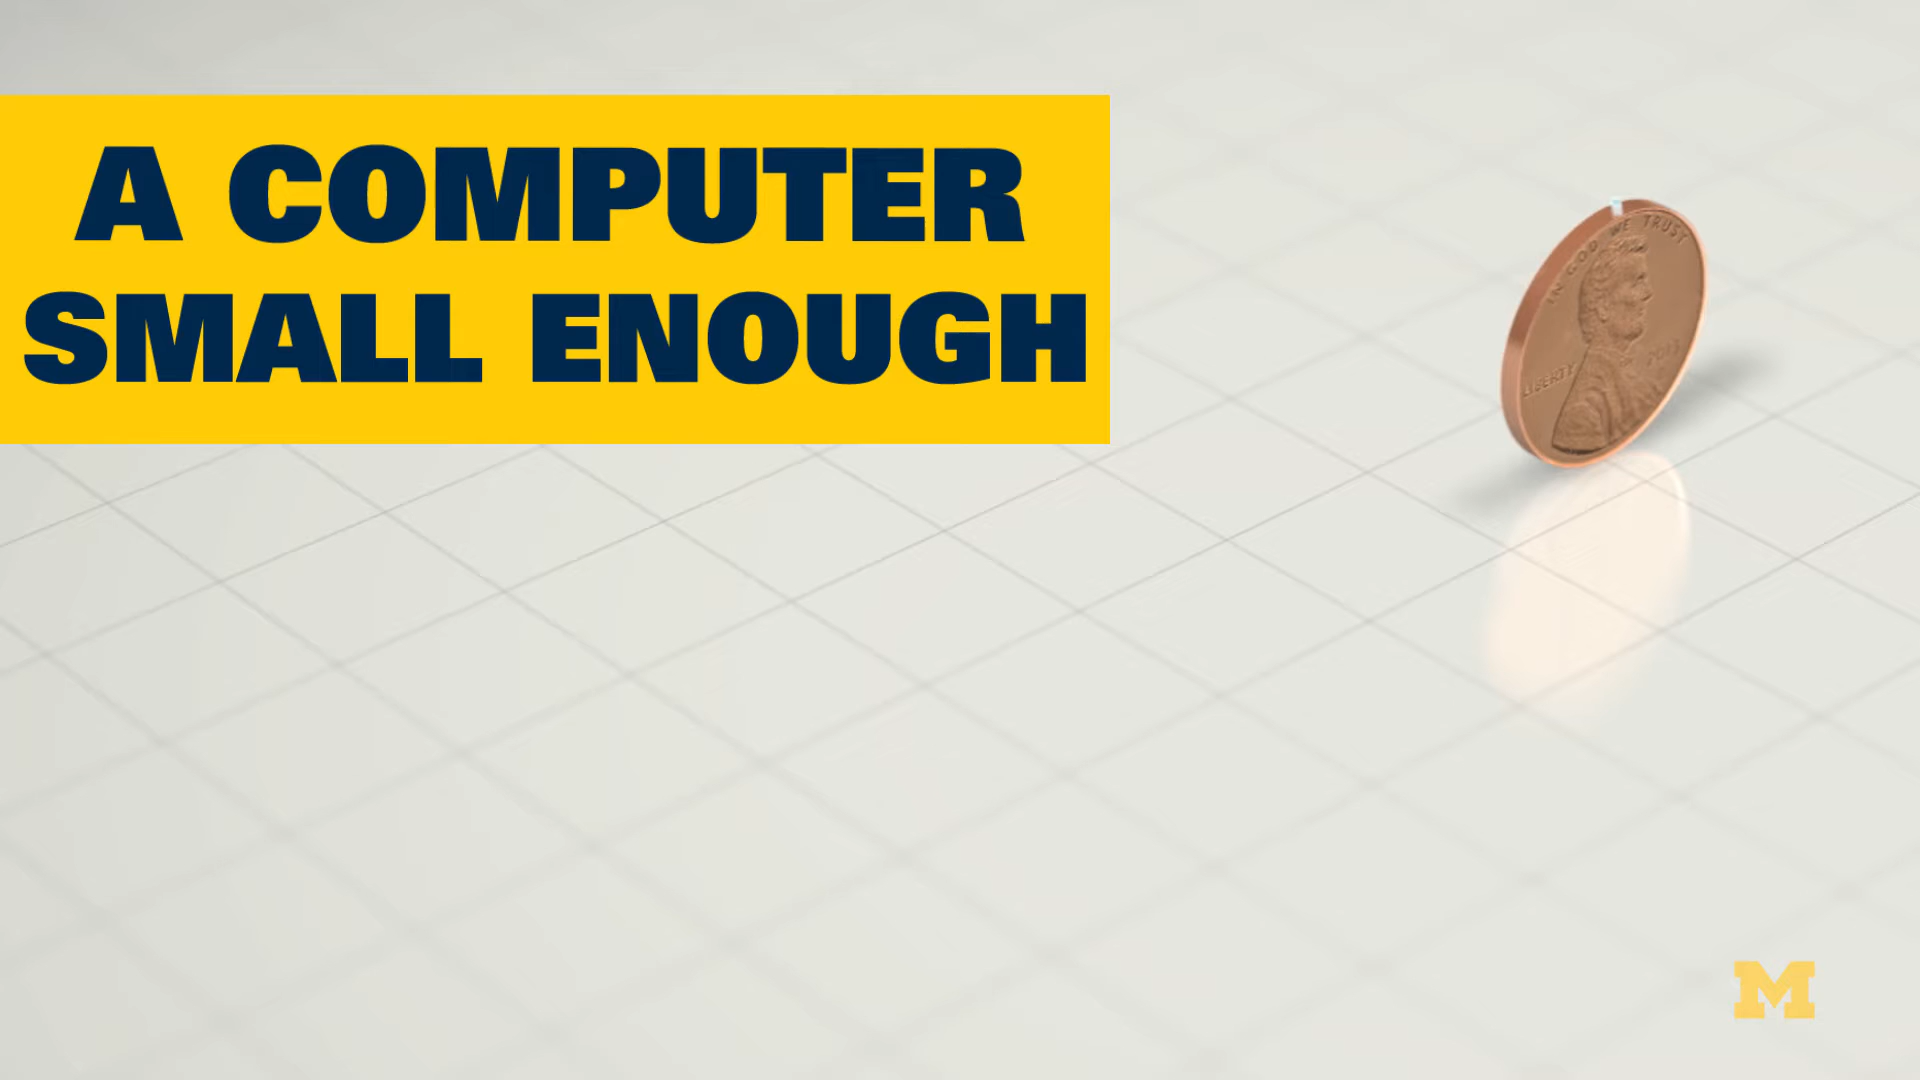 A COMPUTER
SMALL ENOUGH
IN GOD WE TRUST
LIBERTY
M